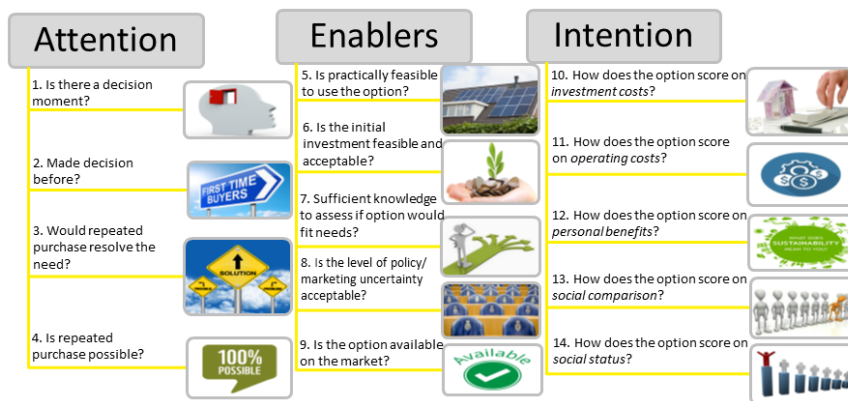 Attention
1. Is there a decision
moment?
2. Made decision
before?
FIRST TIME
BUYERS
3. Would repeated
purchase resolve the
need?
SOLUTION
4. Is repeated
purchase possible?
100%
POSSIBLE
Enablers
5. Is practically feasible
to use the option?
6. Is the initial
investment feasible and
acceptable?
7. Sufficient knowledge
to assess if option would
fit needs?
8. Is the level of policy/
marketing uncertainty
acceptable?
9. Is the option available
on the market?
Available
Intention
10. How does the option score on
investment costs?
11. How does the option score
on operating costs?
$
$ $
12. How does the option score on
personal benefits?
WHAT DOES
SUSTAINABILITY
MEAN TO YOU?
13. How does the option score on
social comparison?
14. How does the option score on
social status?